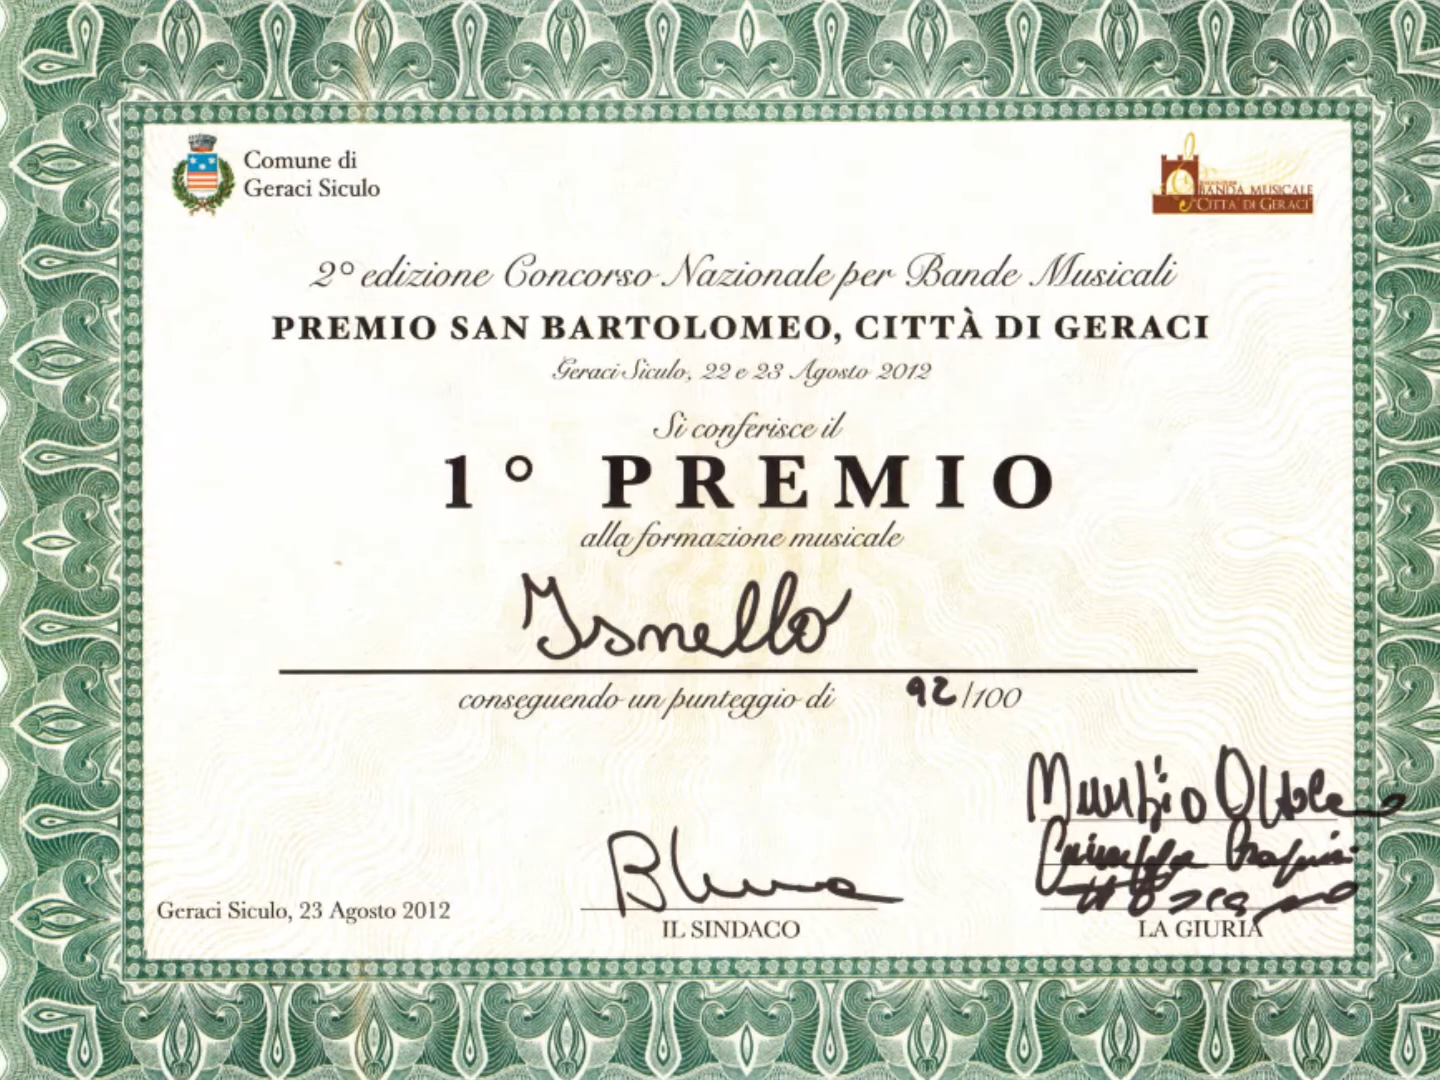 Comune di
Geraci Siculo
BANDA MUSICALE
"CITTA' DI GERACI"
2° edizione Concorso Nazionale per Bande Musicali
PREMIO SAN BARTOLOMEO, CITTÀ DI GERACI
Geraci Siculo, 22 e 23 Agosto 2012
Si conferisce il
1° PREMIO
alla formazione musicale
Isnello
conseguendo un punteggio di 92/100
Geraci Siculo, 23 Agosto 2012
IL SINDACO
LA GIURIA